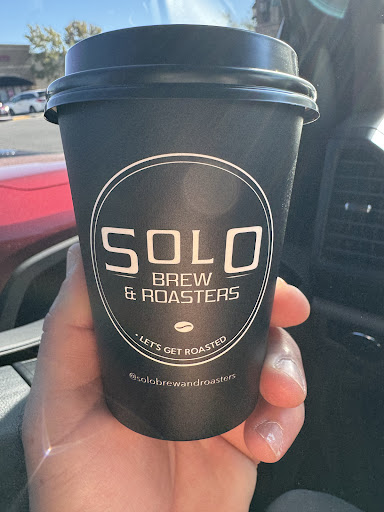 SOLO
BREW
& ROASTERS
• LET'S GET ROASTED
@solobrewandroasters